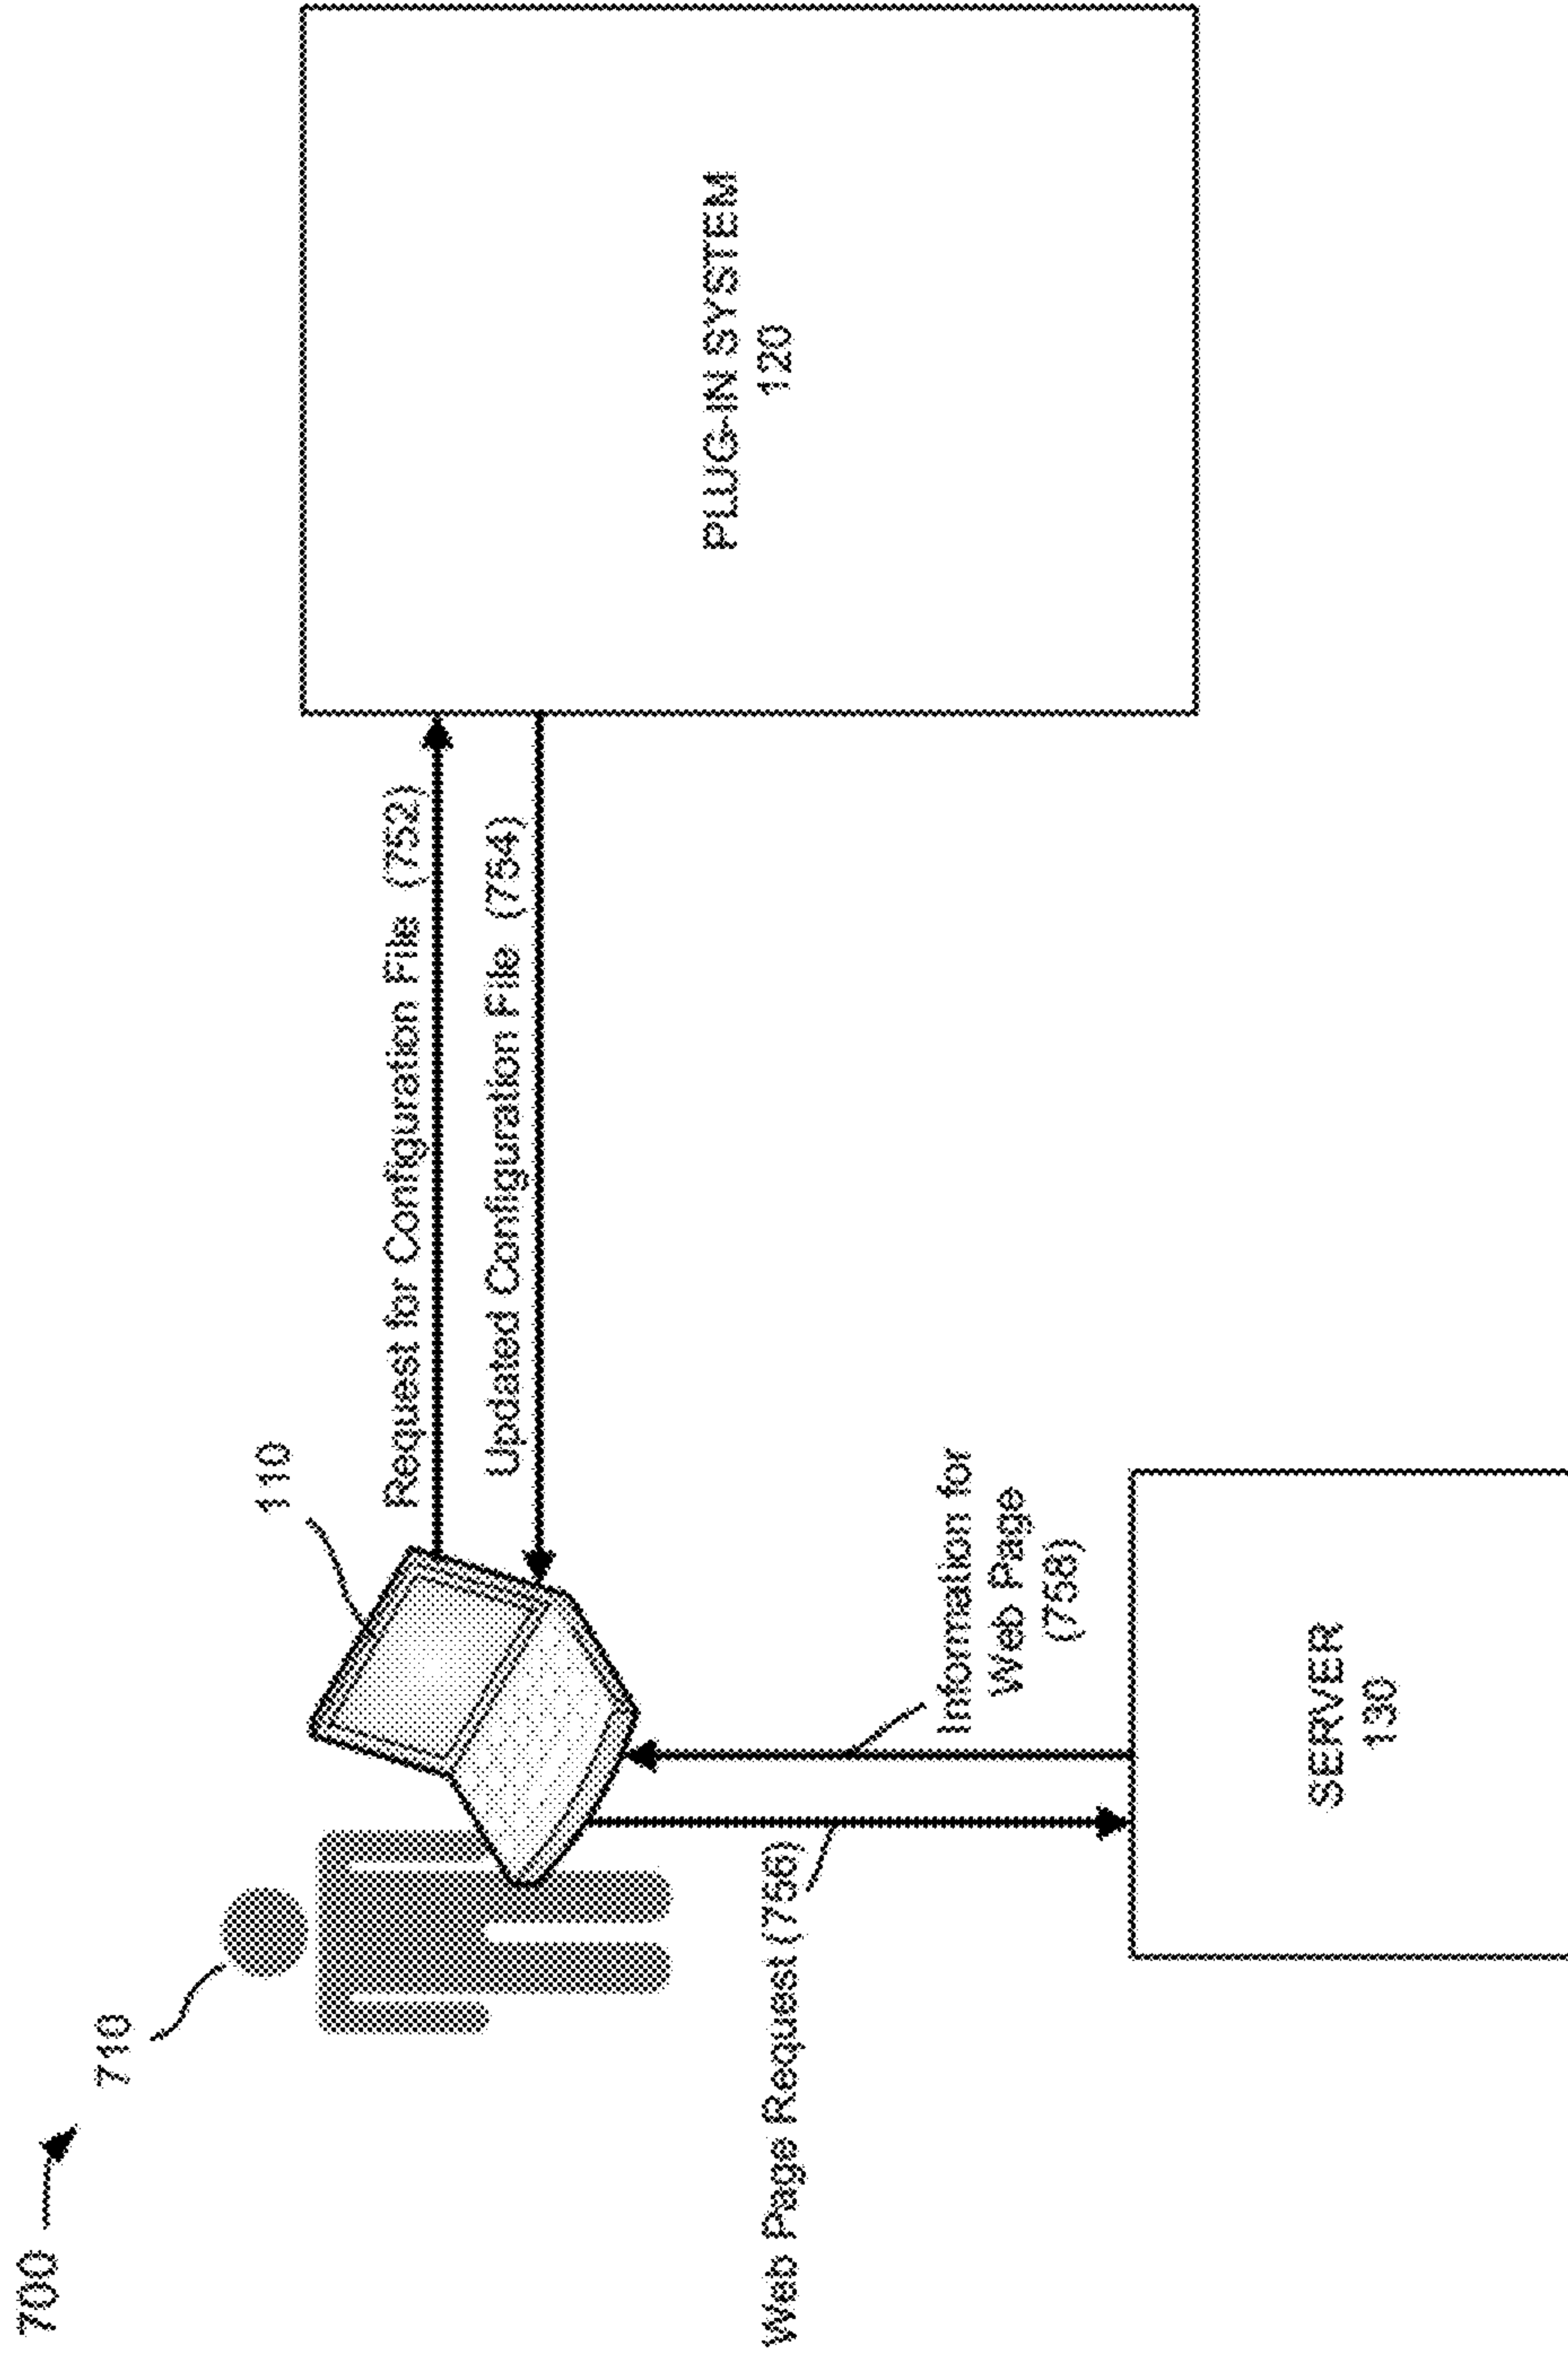 700
710
110
Request for Configuration File (752)
Updated Configuration File (754)
PLUG-IN SYSTEM
120
Web Page Request (756)
Information for
Web Page
(758)
SERVER
130